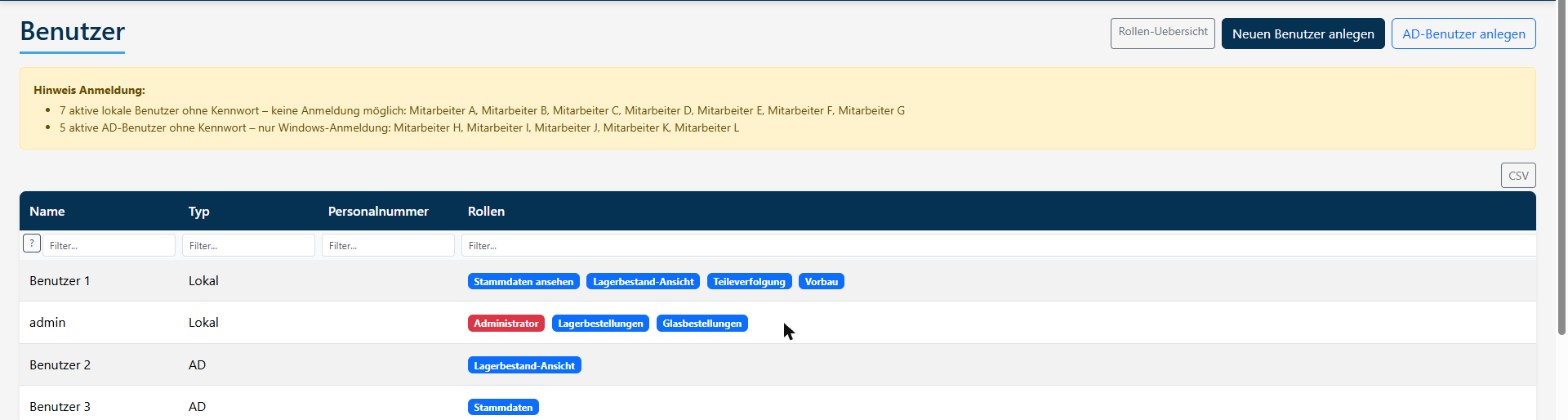 Benutzer
Rollen-Uebersicht Neuen Benutzer anlegen AD-Benutzer anlegen
Hinweis Anmeldung:
• 7 aktive lokale Benutzer ohne Kennwort – keine Anmeldung möglich: Mitarbeiter A, Mitarbeiter B, Mitarbeiter C, Mitarbeiter D, Mitarbeiter E, Mitarbeiter F, Mitarbeiter G
• 5 aktive AD-Benutzer ohne Kennwort – nur Windows-Anmeldung: Mitarbeiter H, Mitarbeiter I, Mitarbeiter J, Mitarbeiter K, Mitarbeiter L
CSV
Name Typ Personalnummer Rollen
? Filter... Filter... Filter... Filter...
Benutzer 1 Lokal Stammdaten ansehen Lagerbestand-Ansicht Teileverfolgung Vorbau
admin Lokal Administrator Lagerbestellungen Glasbestellungen
Benutzer 2 AD Lagerbestand-Ansicht
Benutzer 3 AD Stammdaten